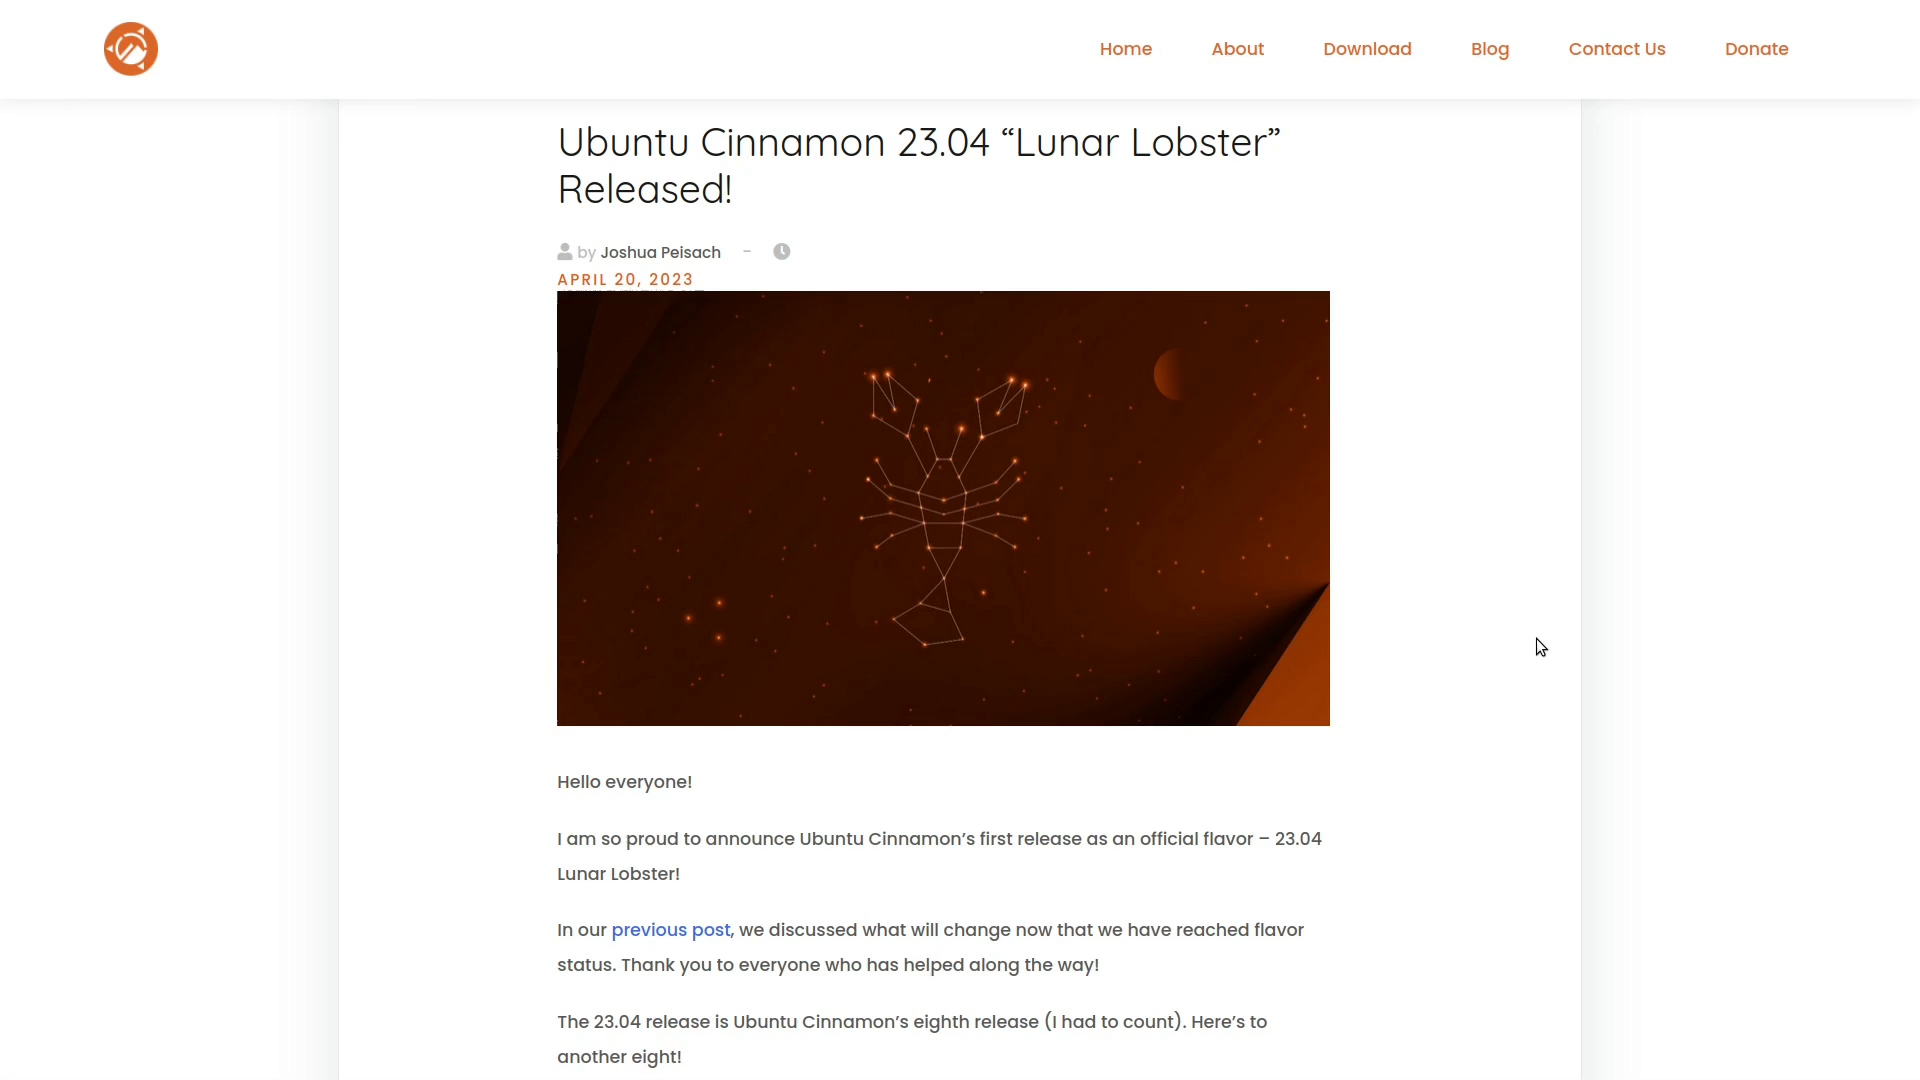 Home About Download Blog Contact Us Donate
Ubuntu Cinnamon 23.04 “Lunar Lobster”
Released!
by Joshua Peisach –
APRIL 20, 2023
Hello everyone!
I am so proud to announce Ubuntu Cinnamon’s first release as an official flavor – 23.04
Lunar Lobster!
In our previous post, we discussed what will change now that we have reached flavor
status. Thank you to everyone who has helped along the way!
The 23.04 release is Ubuntu Cinnamon’s eighth release (I had to count). Here’s to
another eight!